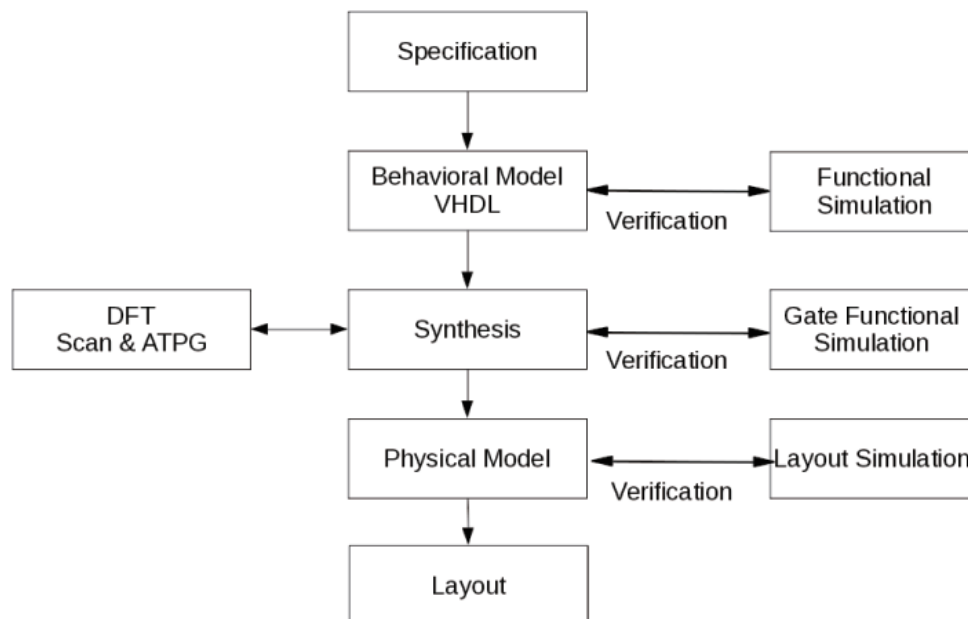 Specification
Behavioral Model
VHDL
Verification
Functional
Simulation
DFT
Scan & ATPG
Synthesis
Verification
Gate Functional
Simulation
Physical Model
Verification
Layout Simulation
Layout